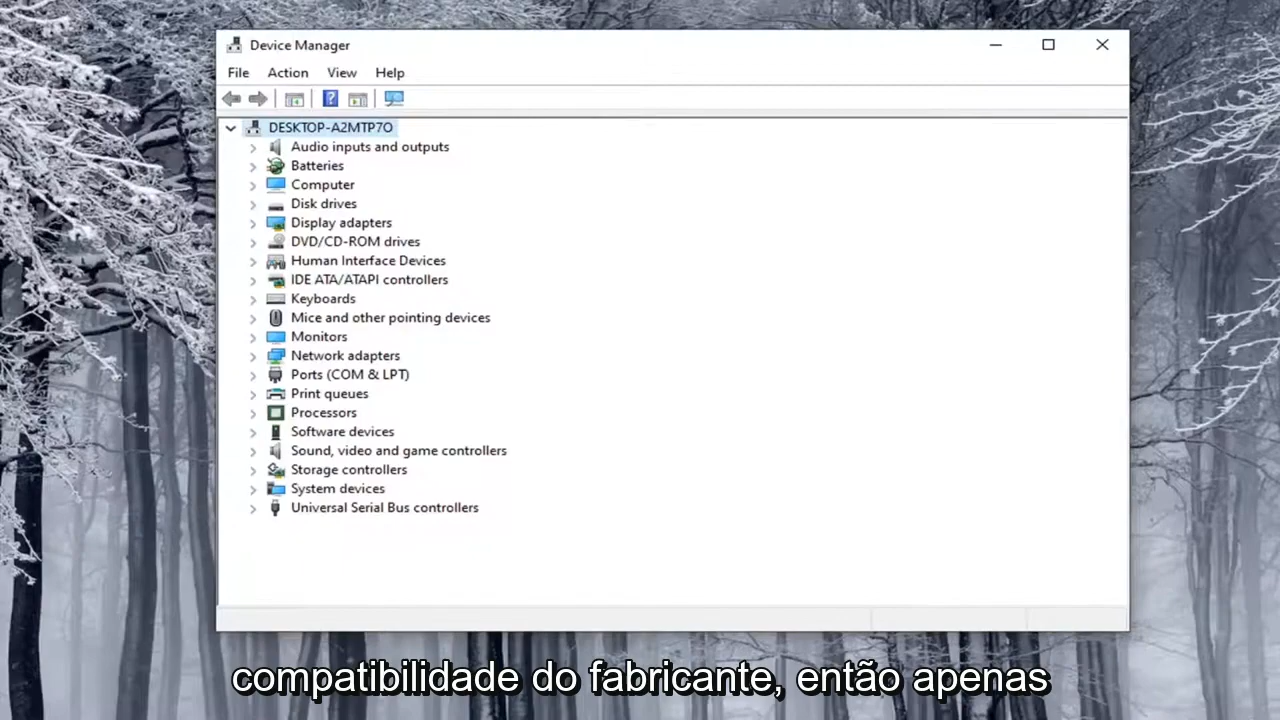 Device Manager
File Action View Help
DESKTOP-A2MTP7O
Audio inputs and outputs
Batteries
Computer
Disk drives
Display adapters
DVD/CD-ROM drives
Human Interface Devices
IDE ATA/ATAPI controllers
Keyboards
Mice and other pointing devices
Monitors
Network adapters
Ports (COM & LPT)
Print queues
Processors
Software devices
Sound, video and game controllers
Storage controllers
System devices
Universal Serial Bus controllers
compatibilidade do fabricante, então apenas